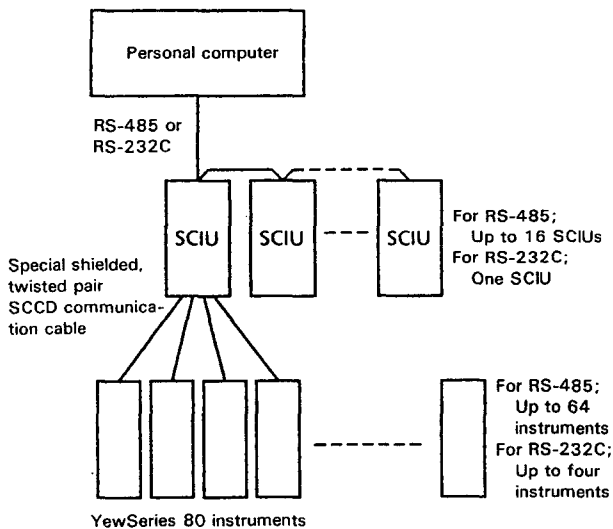 Personal computer
RS-485 or
RS-232C
SCIU
SCIU
SCIU
For RS-485;
Up to 16 SCIUs
For RS-232C;
One SCIU
Special shielded,
twisted pair
SCCD communica-
tion cable
For RS-485;
Up to 64
instruments
For RS-232C;
Up to four
instruments
YewSeries 80 instruments